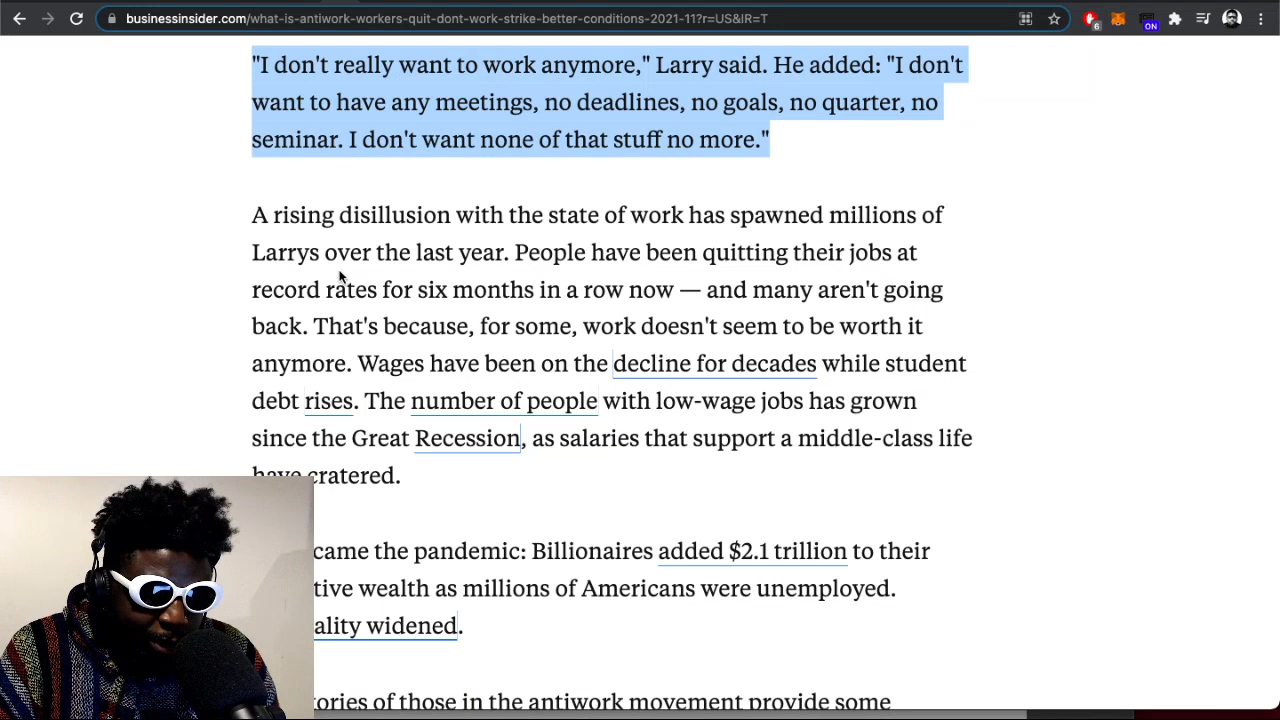 businessinsider.com/what-is-antiwork-workers-quit-dont-work-strike-better-conditions-2021-11?r=US&IR=T
6
ON
"I don't really want to work anymore," Larry said. He added: "I don't
want to have any meetings, no deadlines, no goals, no quarter, no
seminar. I don't want none of that stuff no more."
A rising disillusion with the state of work has spawned millions of
Larrys over the last year. People have been quitting their jobs at
record rates for six months in a row now — and many aren't going
back. That's because, for some, work doesn't seem to be worth it
anymore. Wages have been on the decline for decades while student
debt rises. The number of people with low-wage jobs has grown
since the Great Recession, as salaries that support a middle-class life
have cratered.
came the pandemic: Billionaires added $2.1 trillion to their
tive wealth as millions of Americans were unemployed.
ality widened.
tories of those in the antiwork movement provide some